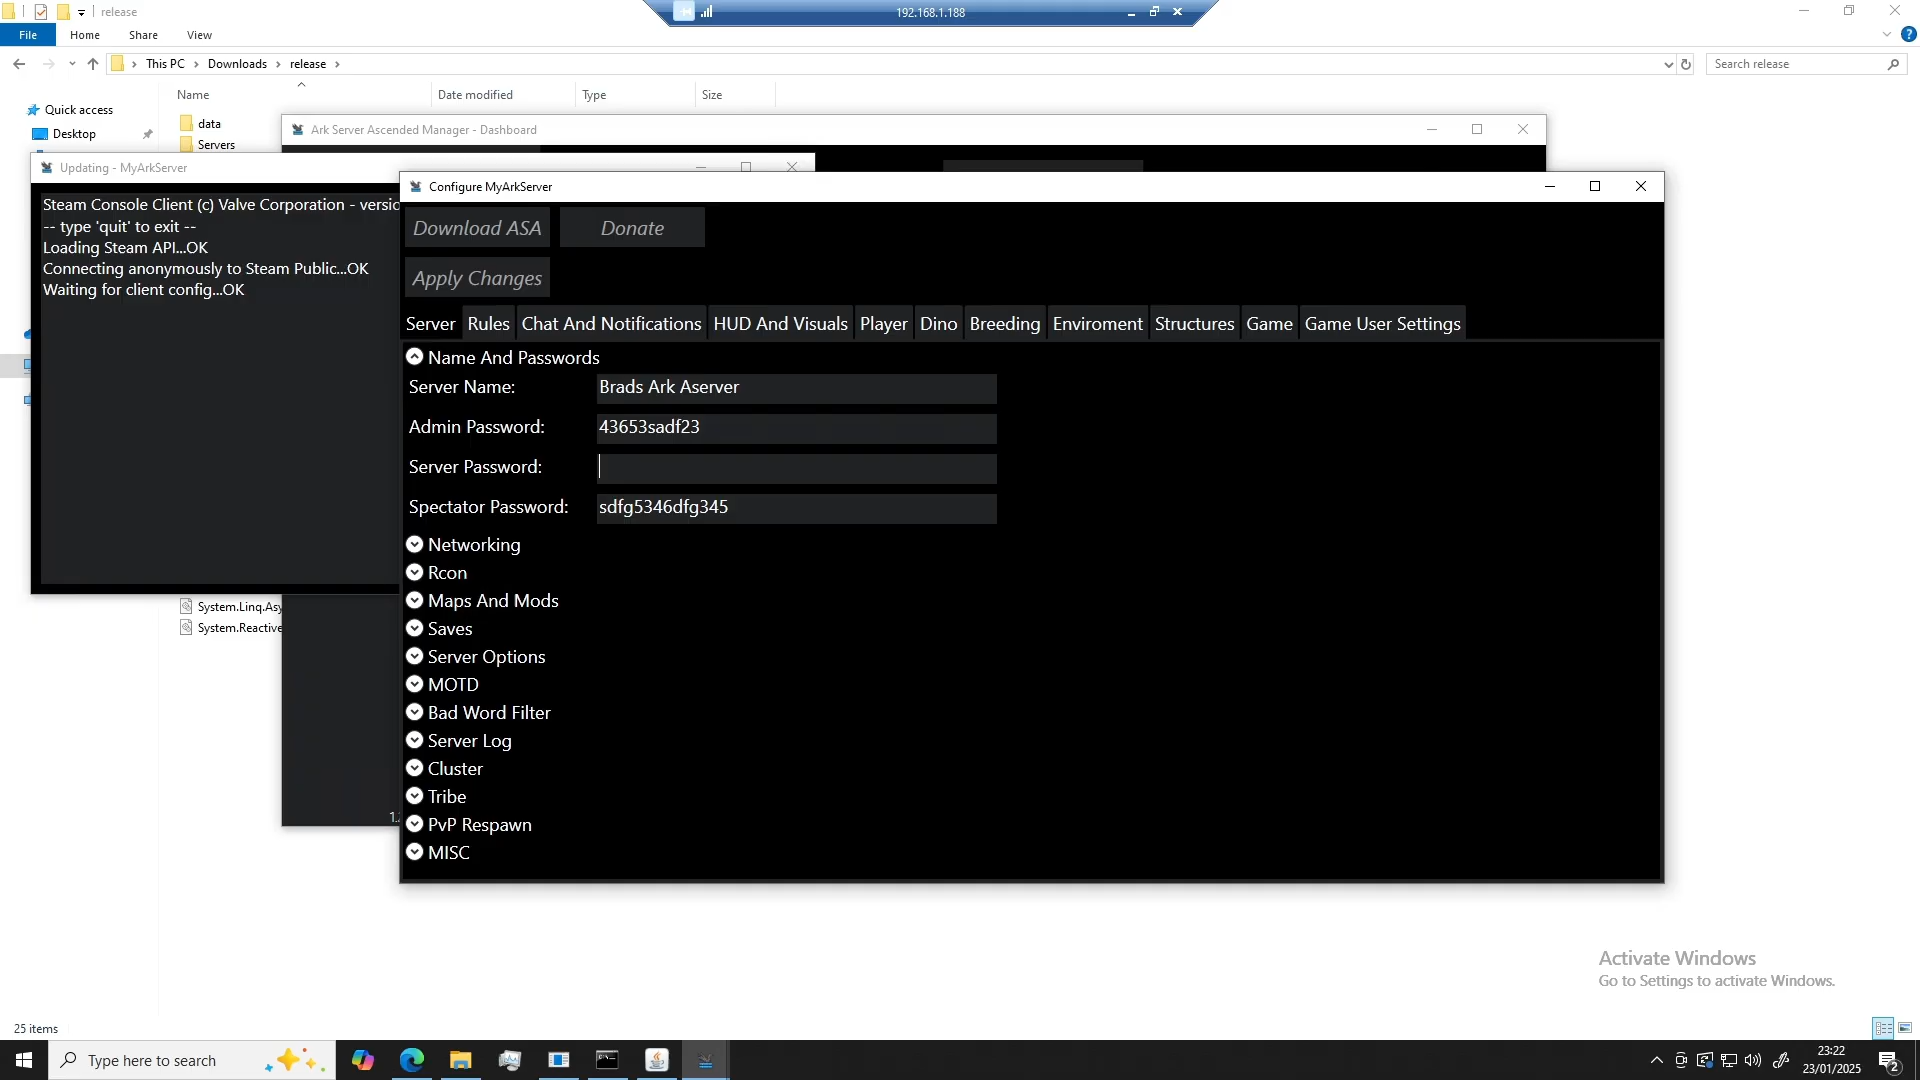 release
192.168.1.188
File
Home
Share
View
This PC
Downloads
release
Search release
Name
Date modified
Type
Size
Quick access
Desktop
data
Servers
Ark Server Ascended Manager - Dashboard
Updating - MyArkServer
Steam Console Client (c) Valve Corporation - versio
-- type 'quit' to exit --
Loading Steam API...OK
Connecting anonymously to Steam Public...OK
Waiting for client config...OK
Configure MyArkServer
Download ASA
Donate
Apply Changes
Server
Rules
Chat And Notifications
HUD And Visuals
Player
Dino
Breeding
Enviroment
Structures
Game
Game User Settings
Name And Passwords
Server Name:
Brads Ark Aserver
Admin Password:
43653sadf23
Server Password:
Spectator Password:
sdfg5346dfg345
Networking
Rcon
Maps And Mods
Saves
Server Options
MOTD
Bad Word Filter
Server Log
Cluster
Tribe
PvP Respawn
MISC
System.Linq.Asy
System.Reactive
Activate Windows
Go to Settings to activate Windows.
25 items
Type here to search
23:22
23/01/2025
2